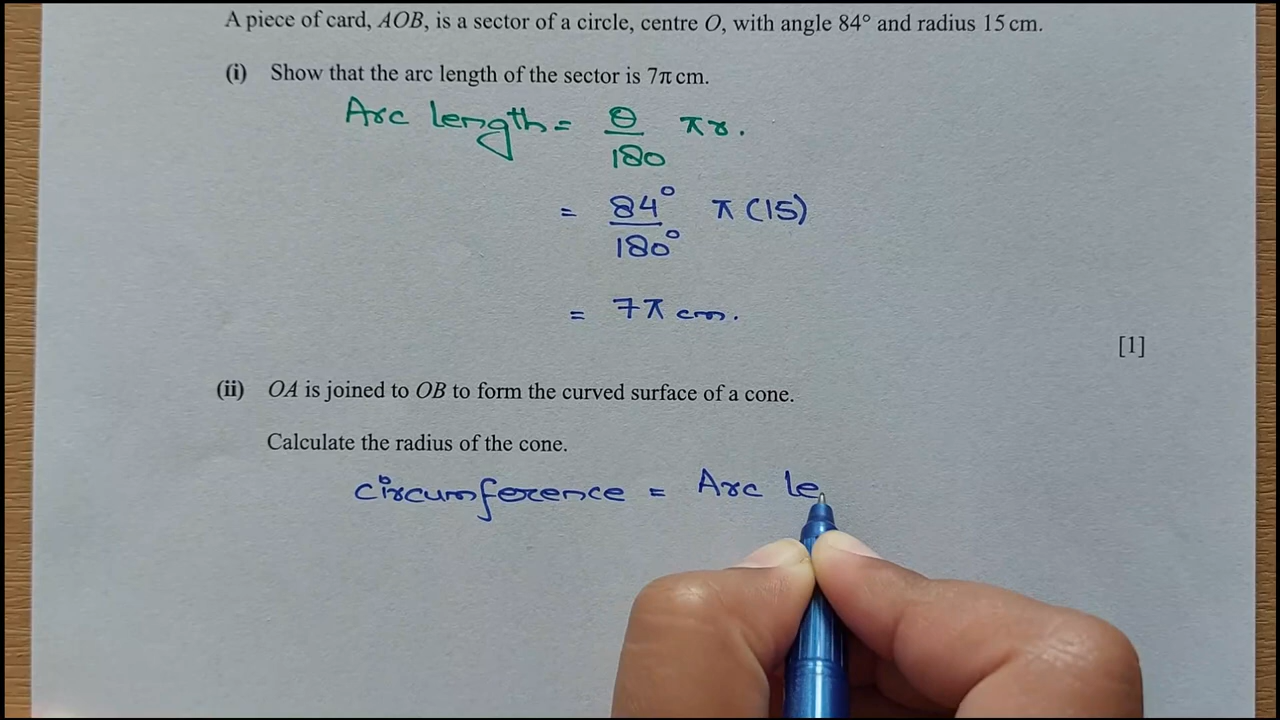 A piece of card, AOB, is a sector of a circle, centre O, with angle 84° and radius 15 cm.
(i) Show that the arc length of the sector is 7π cm.
Arc length = θ/180 πr.
= 84°/180° π(15)
= 7π cm.
[1]
(ii) OA is joined to OB to form the curved surface of a cone.
Calculate the radius of the cone.
circumference = Arc le